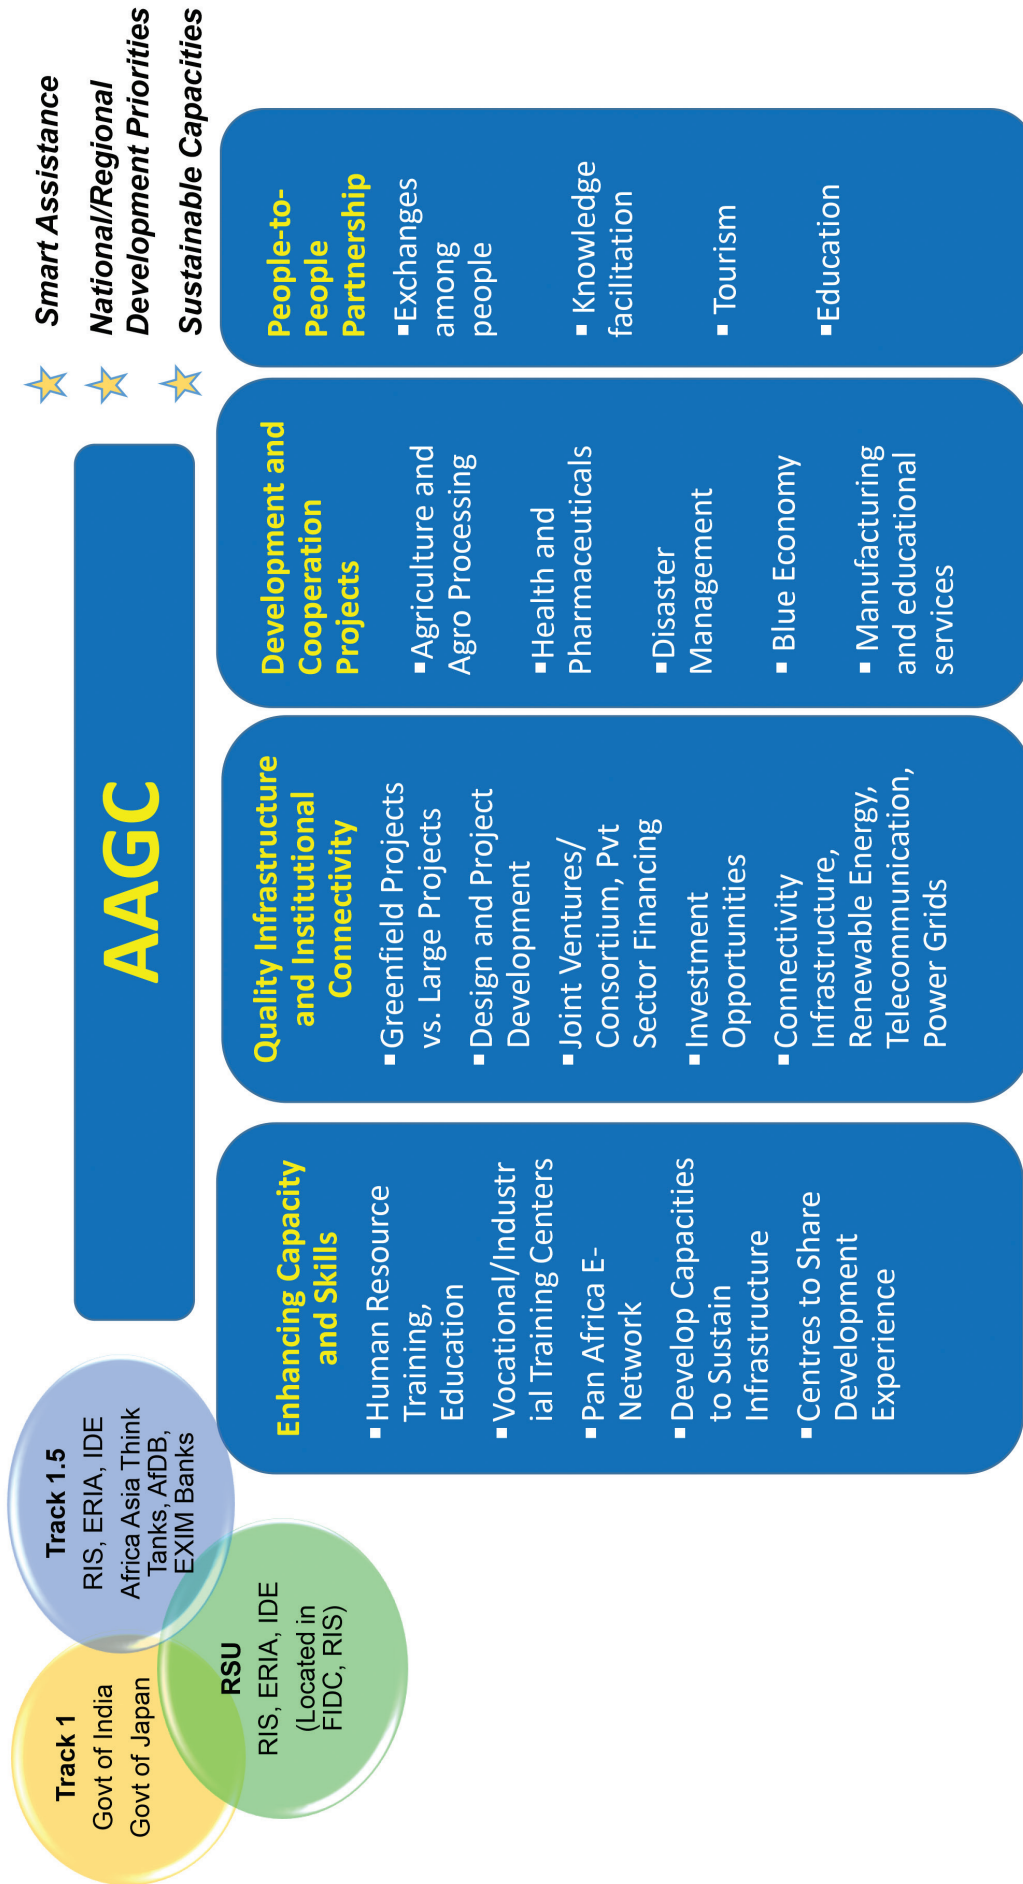 Track 1
Govt of India
Govt of Japan
Track 1.5
RIS, ERIA, IDE
Africa Asia Think
Tanks, AfDB,
EXIM Banks
RSU
RIS, ERIA, IDE
(Located in
FIDC, RIS)
AAGC
Smart Assistance
National/Regional
Development Priorities
Sustainable Capacities
Enhancing Capacity
and Skills
▪Human Resource
Training,
Education
▪Vocational/Industr
ial Training Centers
▪Pan Africa E-
Network
▪Develop Capacities
to Sustain
Infrastructure
▪Centres to Share
Development
Experience
Quality Infrastructure
and Institutional
Connectivity
▪Greenfield Projects
vs. Large Projects
▪Design and Project
Development
▪Joint Ventures/
Consortium, Pvt
Sector Financing
▪Investment
Opportunities
▪Connectivity
Infrastructure,
Renewable Energy,
Telecommunication,
Power Grids
Development and
Cooperation
Projects
▪Agriculture and
Agro Processing
▪Health and
Pharmaceuticals
▪Disaster
Management
▪ Blue Economy
▪ Manufacturing
and educational
services
People-to-
People
Partnership
▪Exchanges
among
people
▪ Knowledge
facilitation
▪ Tourism
▪Education